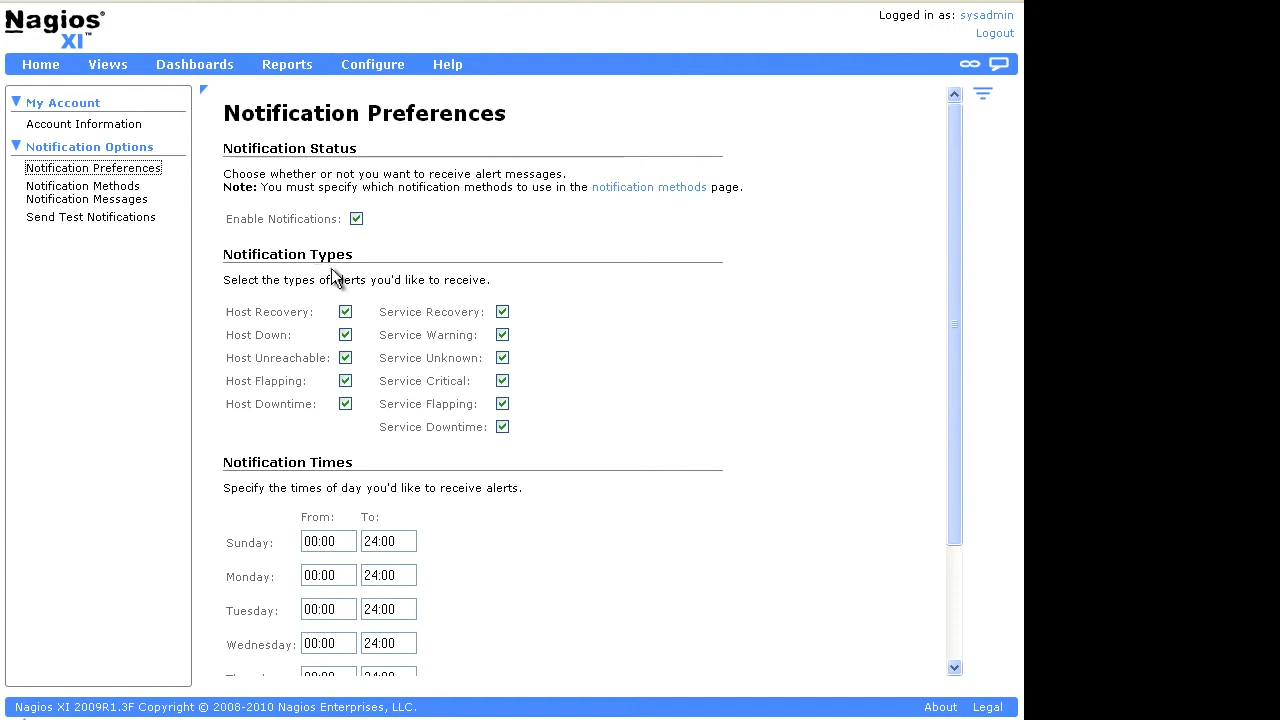 Nagios®
XI™
Logged in as: sysadmin
Logout
Home Views Dashboards Reports Configure Help
My Account
Account Information
Notification Options
Notification Preferences
Notification Methods
Notification Messages
Send Test Notifications
Notification Preferences
Notification Status
Choose whether or not you want to receive alert messages.
Note: You must specify which notification methods to use in the notification methods page.
Enable Notifications:
Notification Types
Select the types of alerts you'd like to receive.
Host Recovery: Service Recovery:
Host Down: Service Warning:
Host Unreachable: Service Unknown:
Host Flapping: Service Critical:
Host Downtime: Service Flapping:
Service Downtime:
Notification Times
Specify the times of day you'd like to receive alerts.
From: To:
Sunday: 00:00 24:00
Monday: 00:00 24:00
Tuesday: 00:00 24:00
Wednesday: 00:00 24:00
Nagios XI 2009R1.3F Copyright © 2008-2010 Nagios Enterprises, LLC.
About Legal